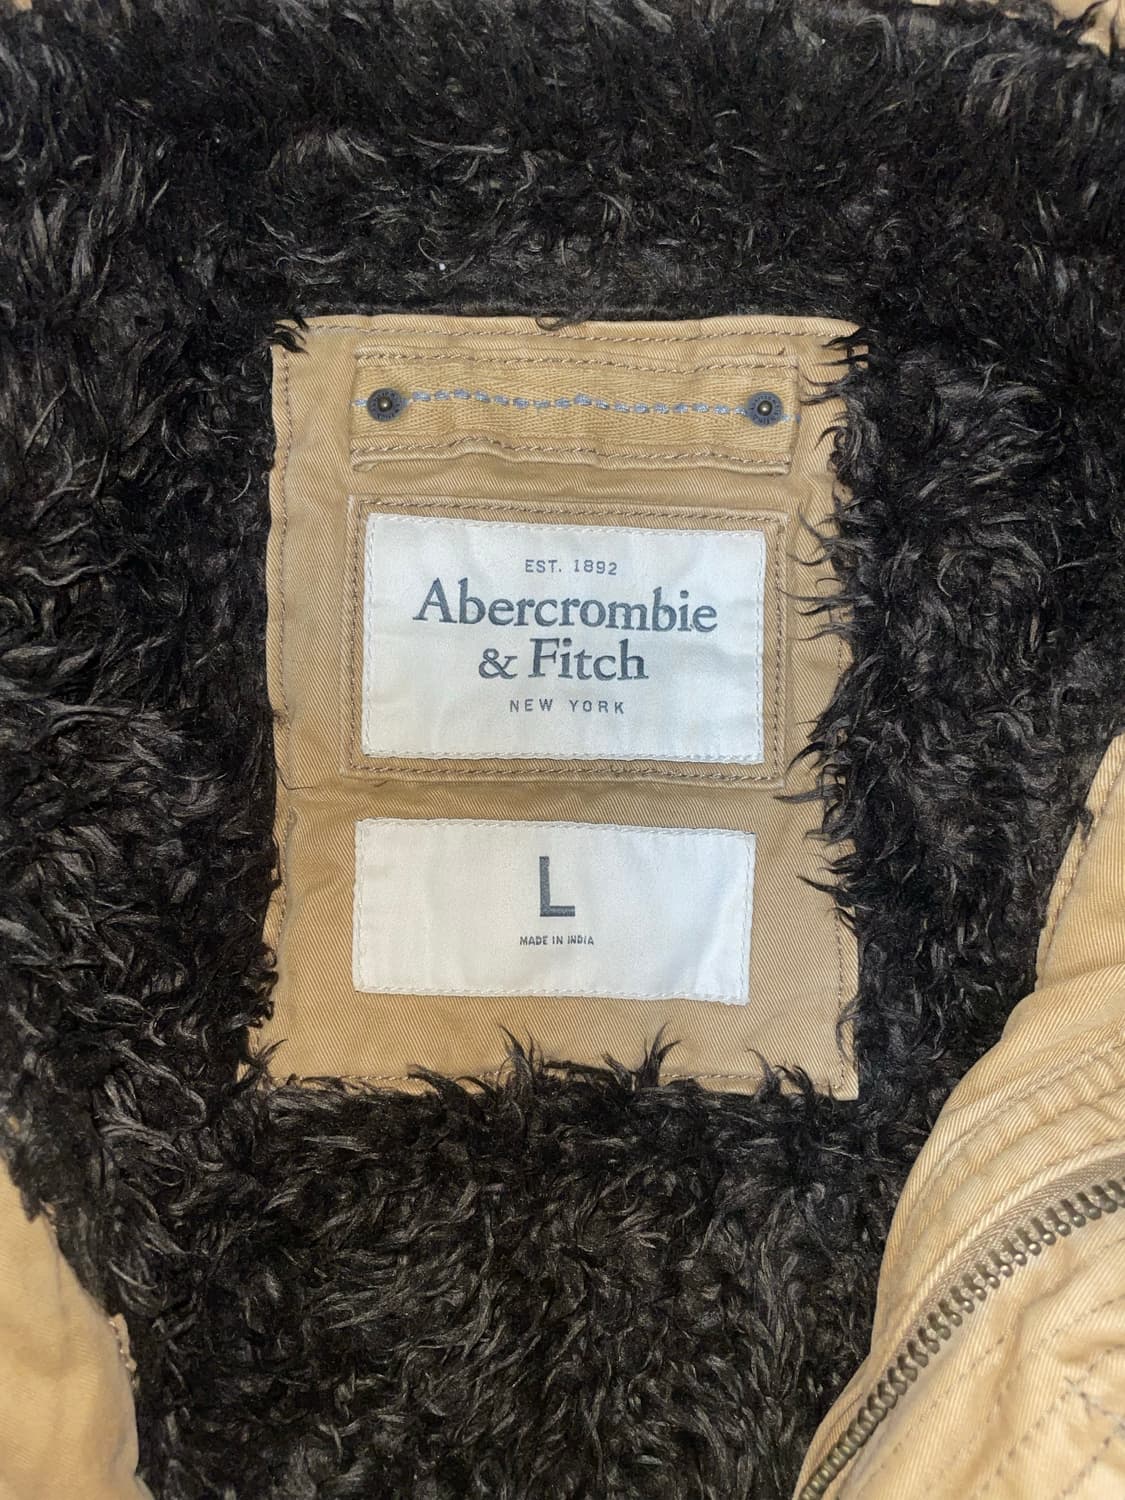 EST. 1892
Abercrombie
& Fitch
NEW YORK
L
MADE IN INDIA